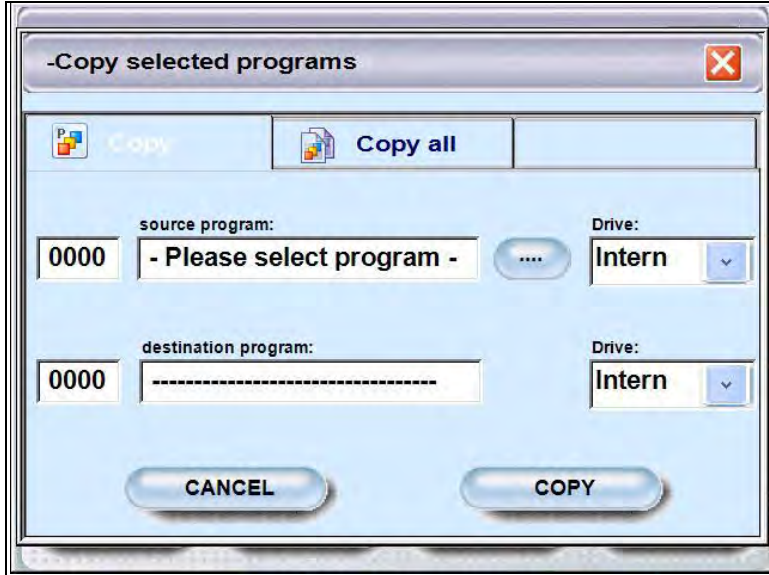 -Copy selected programs
Copy
Copy all
source program:
Drive:
0000
- Please select program -
....
Intern
destination program:
Drive:
0000
----------------------------------
Intern
CANCEL
COPY